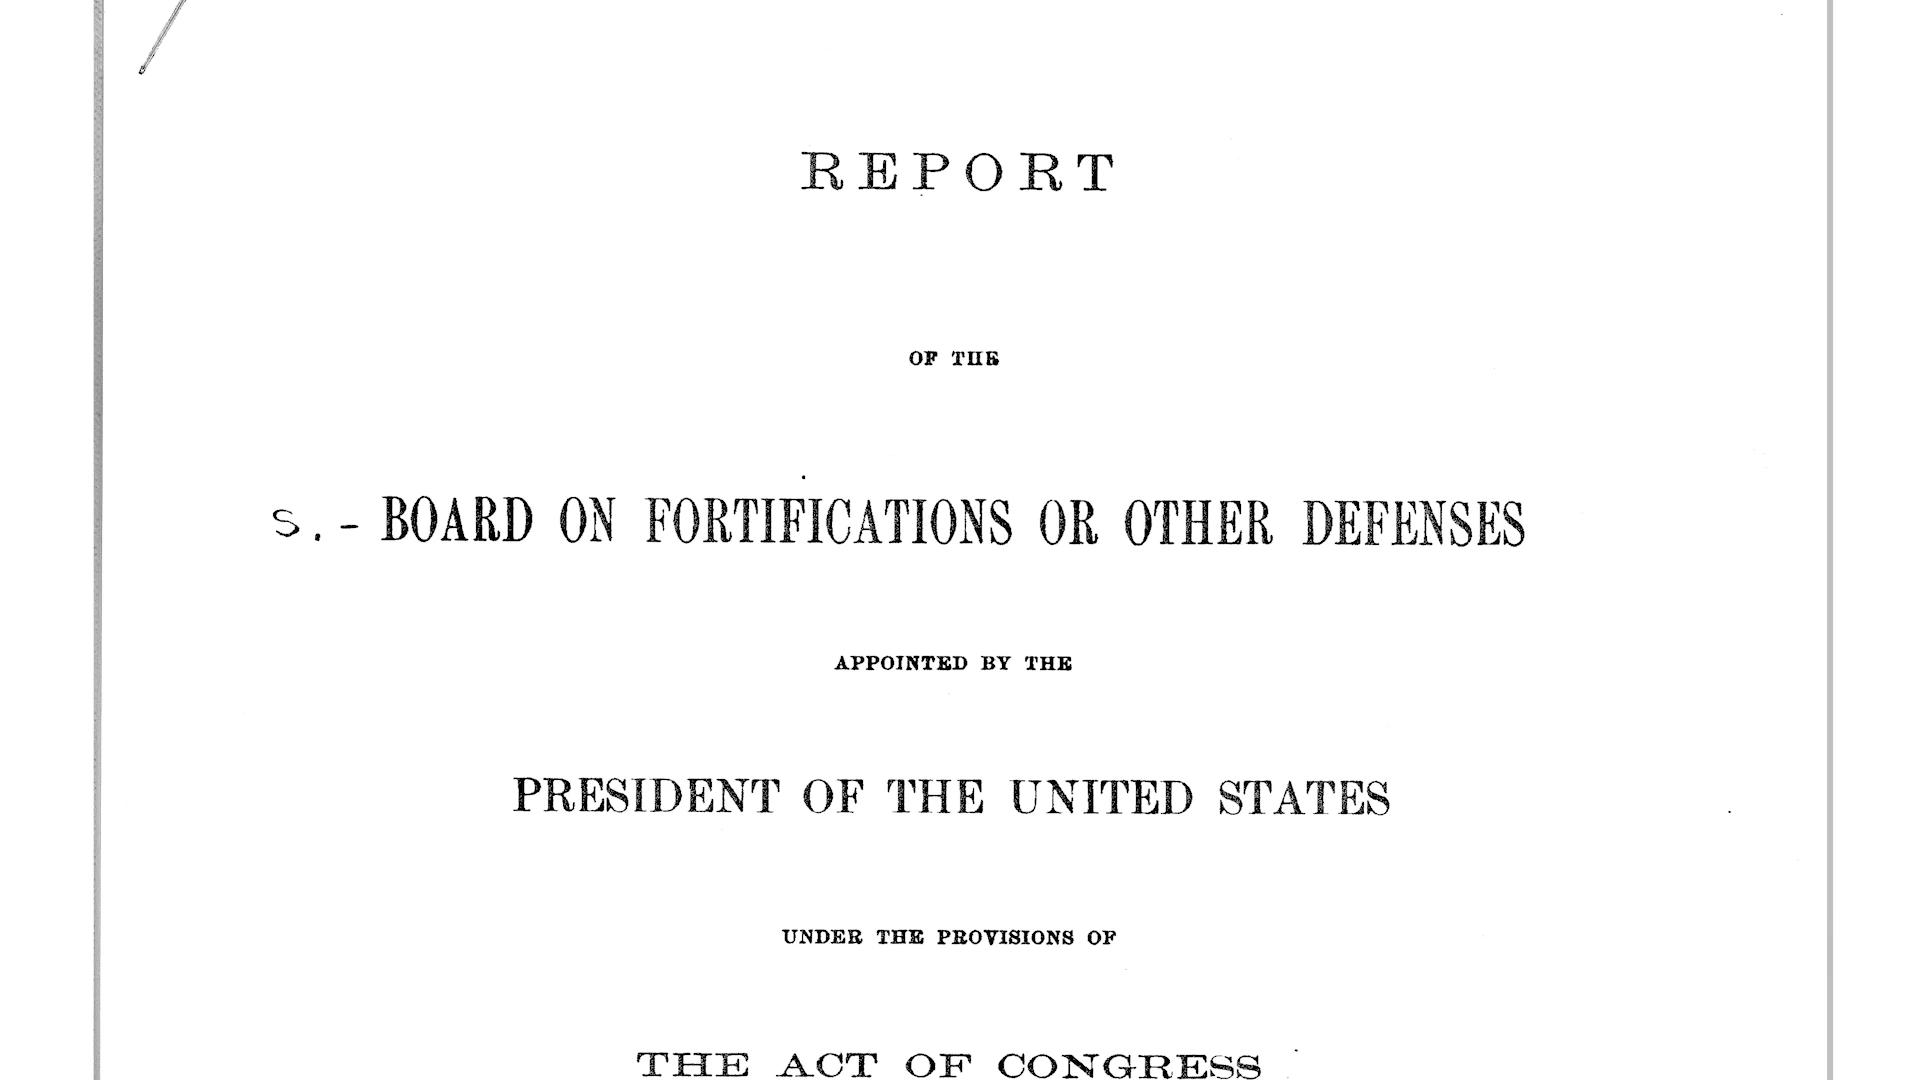 REPORT
OF THE
S. - BOARD ON FORTIFICATIONS OR OTHER DEFENSES
APPOINTED BY THE
PRESIDENT OF THE UNITED STATES
UNDER THE PROVISIONS OF
THE ACT OF CONGRESS